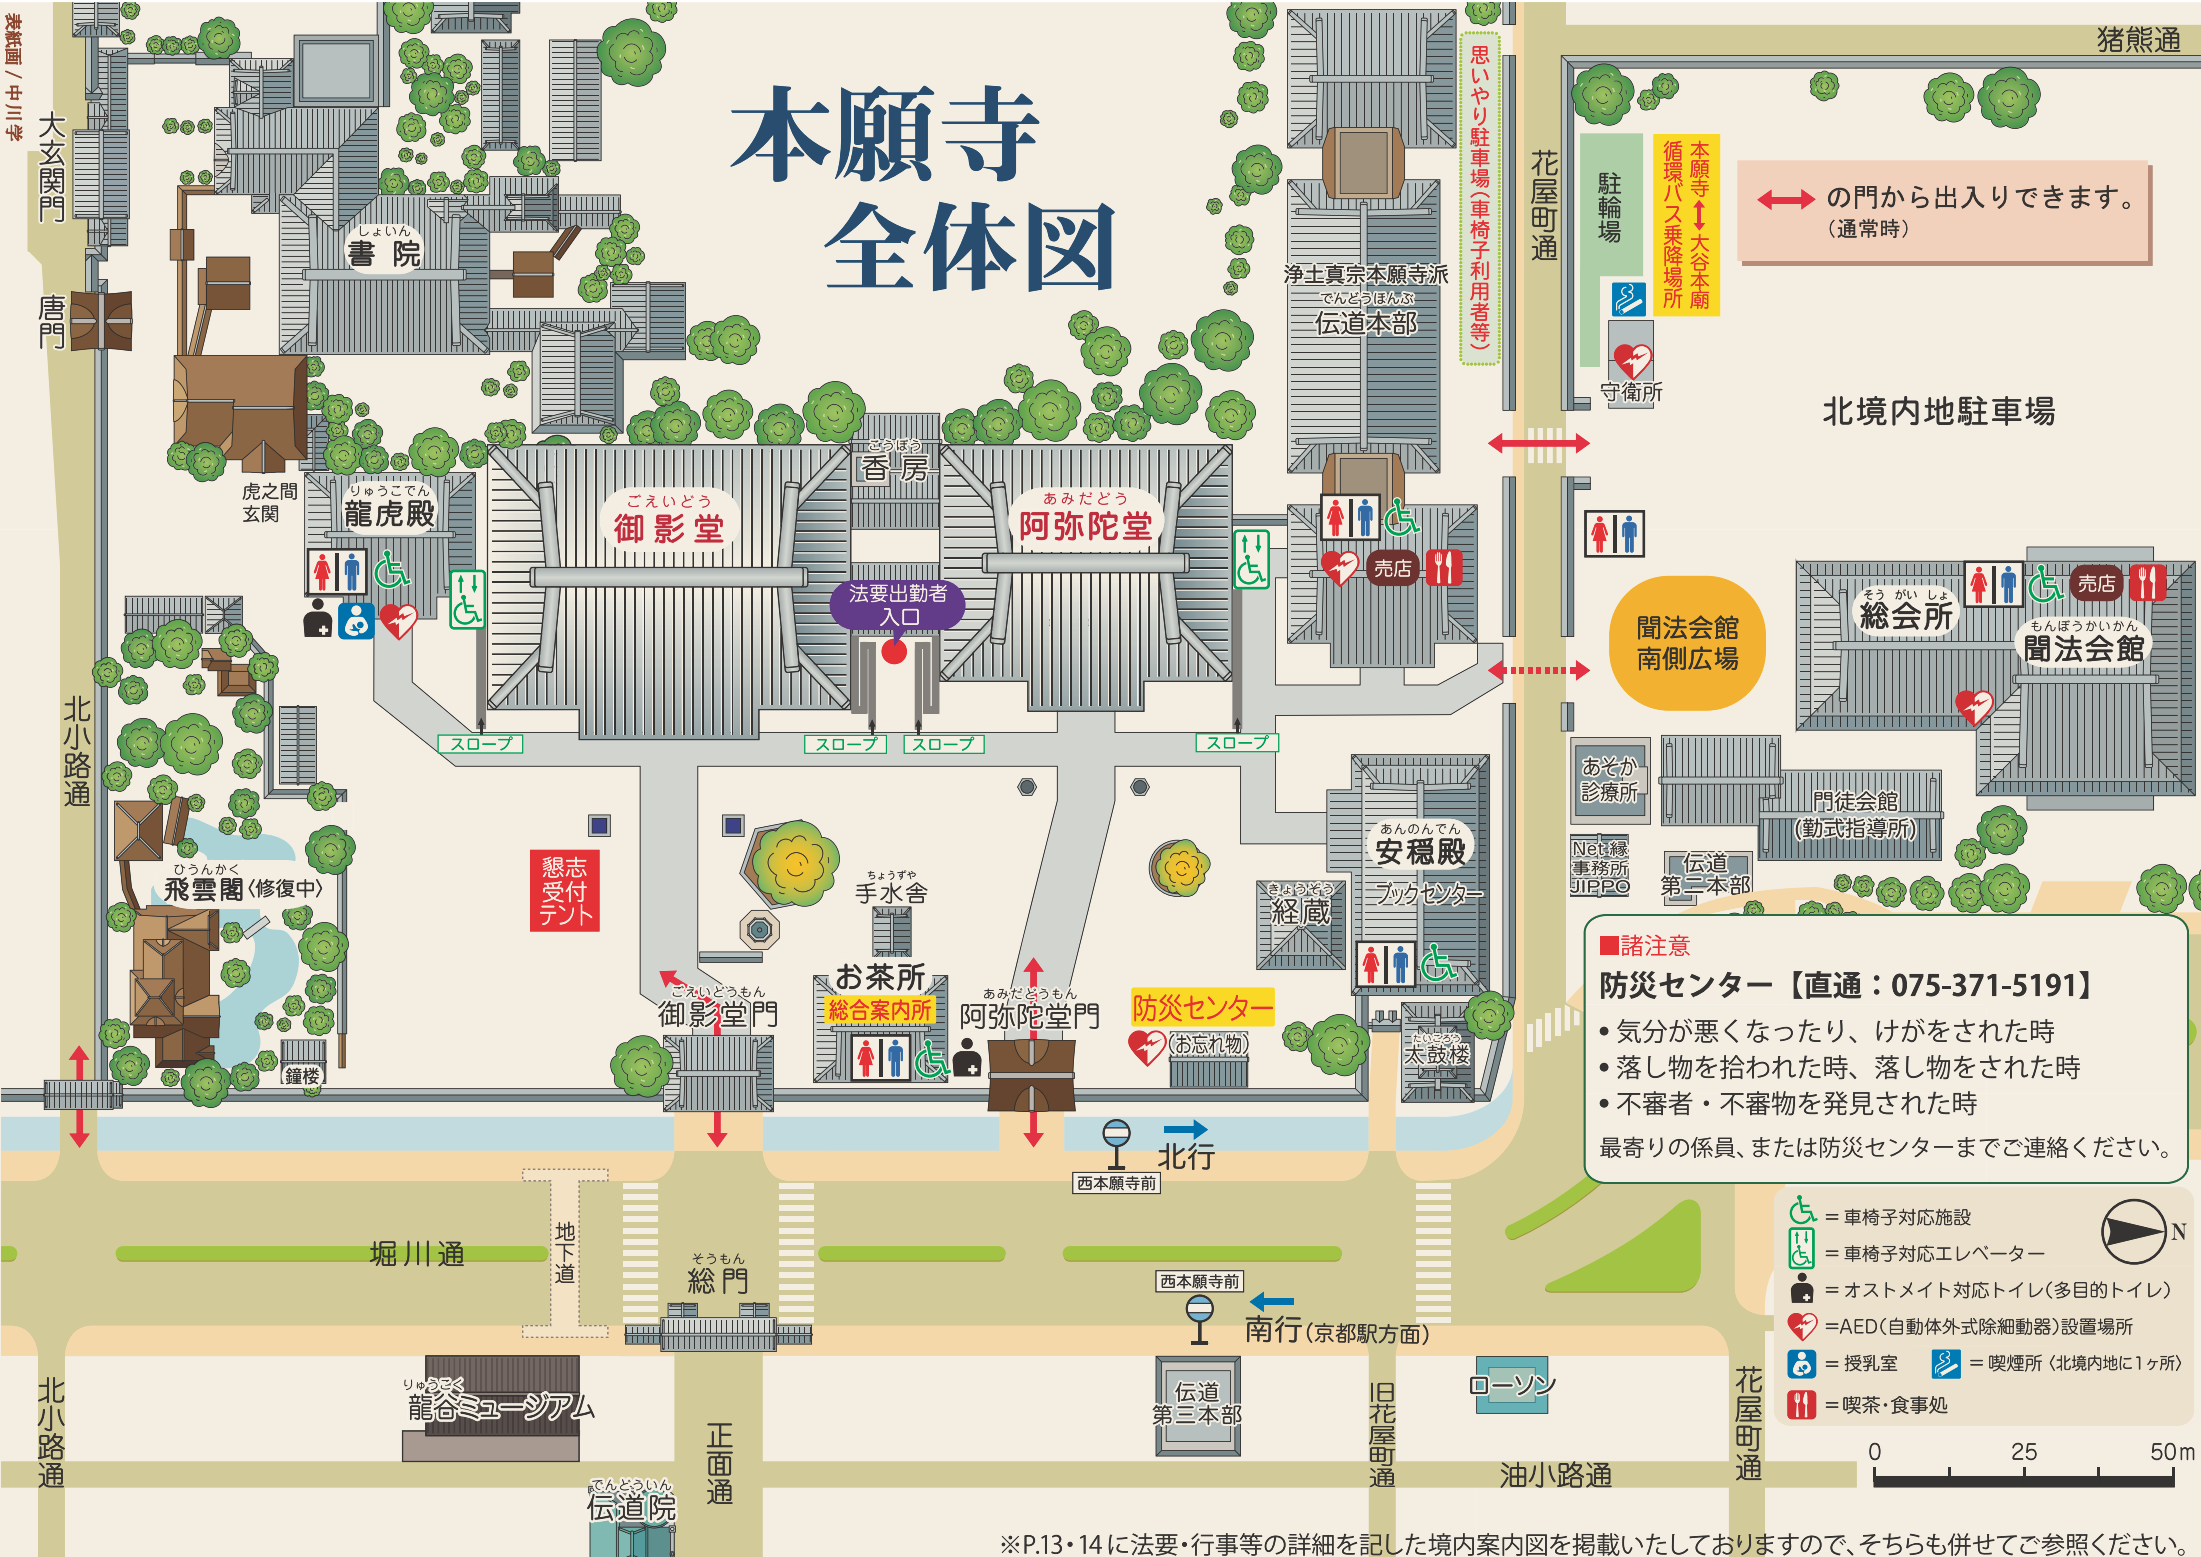 表紙画/中川学
本願寺
全体図
猪熊通
大玄関門
唐門
しょいん
書院
思いやり駐車場(車椅子利用者等)
花屋町通
駐輪場
本願寺↔大谷本廟
循環バス乗降場所
↔の門から出入りできます。
(通常時)
浄土真宗本願寺派
でんどうほんぶ
伝道本部
守衛所
北境内地駐車場
虎之間
玄関
りゅうこでん
龍虎殿
ごえいどう
御影堂
こうぼう
香房
あみだどう
阿弥陀堂
法要出勤者
入口
売店
聞法会館
南側広場
そうがいしょ
総会所
売店
もんぼうかいかん
聞法会館
北小路通
スロープ
スロープ
スロープ
スロープ
あそか
診療所
門徒会館
(勤式指導所)
Net縁
事務所
JIPPO
伝道
第二本部
懇志
受付
テント
ひうんかく
飛雲閣〈修復中〉
ちょうずや
手水舎
あんのんでん
安穏殿
ブックセンター
きょうぞう
経蔵
お茶所
総合案内所
ごえいどうもん
御影堂門
あみだどうもん
阿弥陀堂門
防災センター
(お忘れ物)
たいころう
太鼓楼
鐘楼
■諸注意
防災センター【直通:075-371-5191】
•気分が悪くなったり、けがをされた時
•落し物を拾われた時、落し物をされた時
•不審者・不審物を発見された時
最寄りの係員、または防災センターまでご連絡ください。
北行
西本願寺前
堀川通
地下道
そうもん
総門
西本願寺前
南行(京都駅方面)
=車椅子対応施設
=車椅子対応エレベーター
=オストメイト対応トイレ(多目的トイレ)
=AED(自動体外式除細動器)設置場所
=授乳室
=喫煙所〈北境内地に1ヶ所〉
=喫茶・食事処
N
0 25 50m
北小路通
りゅうこく
龍谷ミュージアム
正面通
伝道
第三本部
旧花屋町通
ローソン
花屋町通
油小路通
でんどういん
伝道院
※P.13・14に法要・行事等の詳細を記した境内案内図を掲載いたしておりますので、そちらも併せてご参照ください。